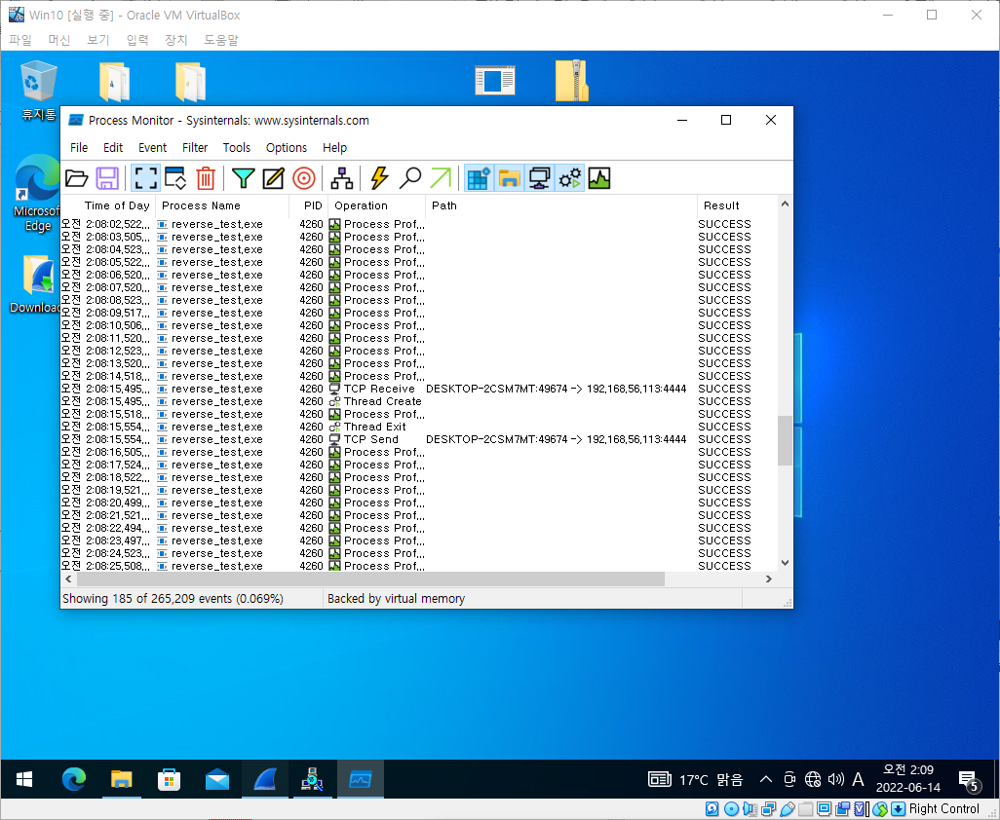 Win10 [실행 중] - Oracle VM VirtualBox
파일 머신 보기 입력 장치 도움말
휴지통
Microsof
Edge
Download
Process Monitor - Sysinternals: www.sysinternals.com
File Edit Event Filter Tools Options Help
Time of Day Process Name PID Operation Path Result
오전 2:08:02,522,,, reverse_test,exe 4260 Process Prof,,, SUCCESS
오전 2:08:03,505,,, reverse_test,exe 4260 Process Prof,,, SUCCESS
오전 2:08:04,523,,, reverse_test,exe 4260 Process Prof,,, SUCCESS
오전 2:08:05,522,,, reverse_test,exe 4260 Process Prof,,, SUCCESS
오전 2:08:06,520,,, reverse_test,exe 4260 Process Prof,,, SUCCESS
오전 2:08:07,520,,, reverse_test,exe 4260 Process Prof,,, SUCCESS
오전 2:08:08,523,,, reverse_test,exe 4260 Process Prof,,, SUCCESS
오전 2:08:09,517,,, reverse_test,exe 4260 Process Prof,,, SUCCESS
오전 2:08:10,506,,, reverse_test,exe 4260 Process Prof,,, SUCCESS
오전 2:08:11,520,,, reverse_test,exe 4260 Process Prof,,, SUCCESS
오전 2:08:12,523,,, reverse_test,exe 4260 Process Prof,,, SUCCESS
오전 2:08:13,520,,, reverse_test,exe 4260 Process Prof,,, SUCCESS
오전 2:08:14,518,,, reverse_test,exe 4260 Process Prof,,, SUCCESS
오전 2:08:15,495,,, reverse_test,exe 4260 TCP Receive DESKTOP-2CSM7MT:49674 -> 192,168,56,113:4444 SUCCESS
오전 2:08:15,495,,, reverse_test,exe 4260 Thread Create SUCCESS
오전 2:08:15,518,,, reverse_test,exe 4260 Process Prof,,, SUCCESS
오전 2:08:15,554,,, reverse_test,exe 4260 Thread Exit SUCCESS
오전 2:08:15,554,,, reverse_test,exe 4260 TCP Send DESKTOP-2CSM7MT:49674 -> 192,168,56,113:4444 SUCCESS
오전 2:08:16,505,,, reverse_test,exe 4260 Process Prof,,, SUCCESS
오전 2:08:17,524,,, reverse_test,exe 4260 Process Prof,,, SUCCESS
오전 2:08:18,522,,, reverse_test,exe 4260 Process Prof,,, SUCCESS
오전 2:08:19,521,,, reverse_test,exe 4260 Process Prof,,, SUCCESS
오전 2:08:20,499,,, reverse_test,exe 4260 Process Prof,,, SUCCESS
오전 2:08:21,521,,, reverse_test,exe 4260 Process Prof,,, SUCCESS
오전 2:08:22,494,,, reverse_test,exe 4260 Process Prof,,, SUCCESS
오전 2:08:23,497,,, reverse_test,exe 4260 Process Prof,,, SUCCESS
오전 2:08:24,523,,, reverse_test,exe 4260 Process Prof,,, SUCCESS
오전 2:08:25,508,,, reverse_test,exe 4260 Process Prof,,, SUCCESS
Showing 185 of 265,209 events (0.069%) Backed by virtual memory
17°C 맑음 A 오전 2:09
2022-06-14 5
Right Control